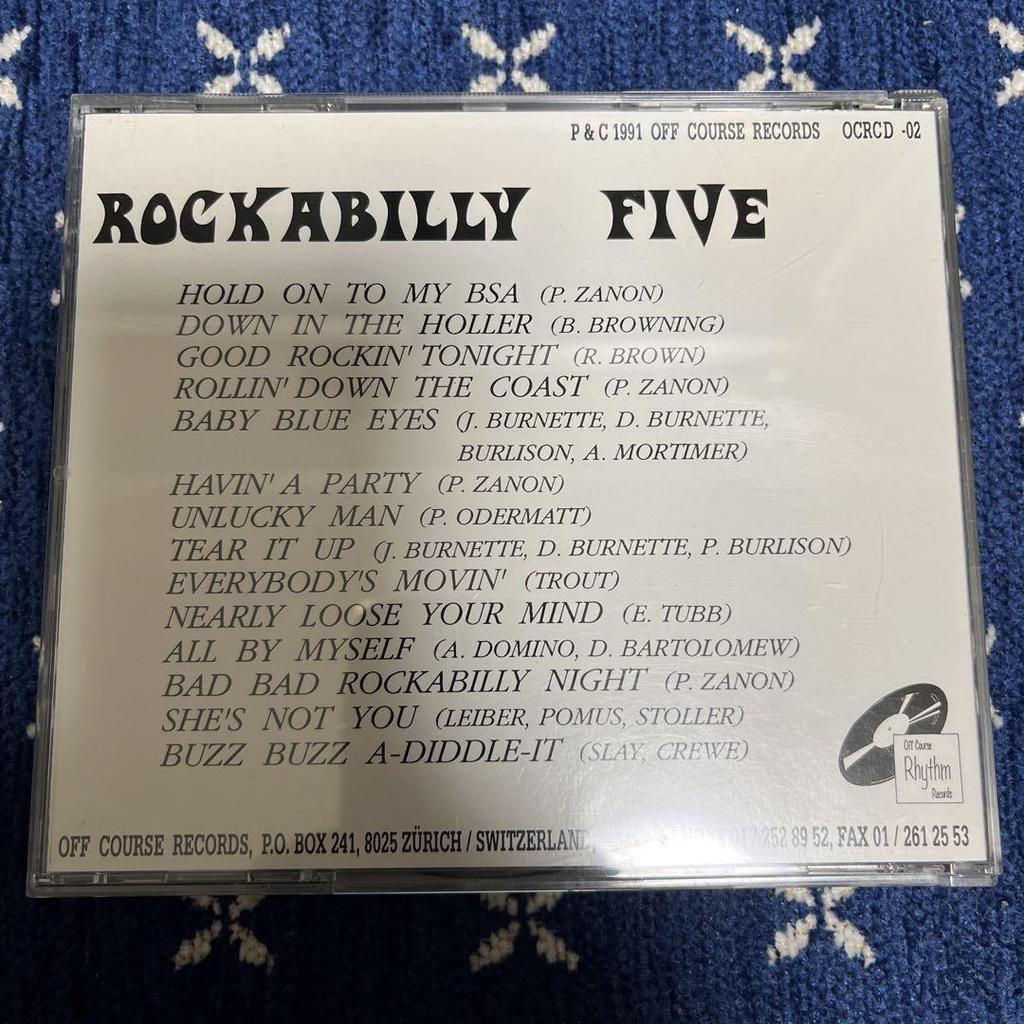 P & C 1991 OFF COURSE RECORDS OCRCD -02
ROCKABILLY FIVE
HOLD ON TO MY BSA (P. ZANON)
DOWN IN THE HOLLER (B. BROWNING)
GOOD ROCKIN' TONIGHT (R. BROWN)
ROLLIN' DOWN THE COAST (P. ZANON)
BABY BLUE EYES (J. BURNETTE, D. BURNETTE,
BURLISON, A. MORTIMER)
HAVIN' A PARTY (P. ZANON)
UNLUCKY MAN (P. ODERMATT)
TEAR IT UP (J. BURNETTE, D. BURNETTE, P. BURLISON)
EVERYBODY'S MOVIN' (TROUT)
NEARLY LOOSE YOUR MIND (E. TUBB)
ALL BY MYSELF (A. DOMINO, D. BARTOLOMEW)
BAD BAD ROCKABILLY NIGHT (P. ZANON)
SHE'S NOT YOU (LEIBER, POMUS, STOLLER)
BUZZ BUZZ A-DIDDLE-IT (SLAY, CREWE)
Off Course
Rhythm
Records
OFF COURSE RECORDS, P.O. BOX 241, 8025 ZÜRICH / SWITZERLAND, 01 / 252 89 52, FAX 01 / 261 25 53